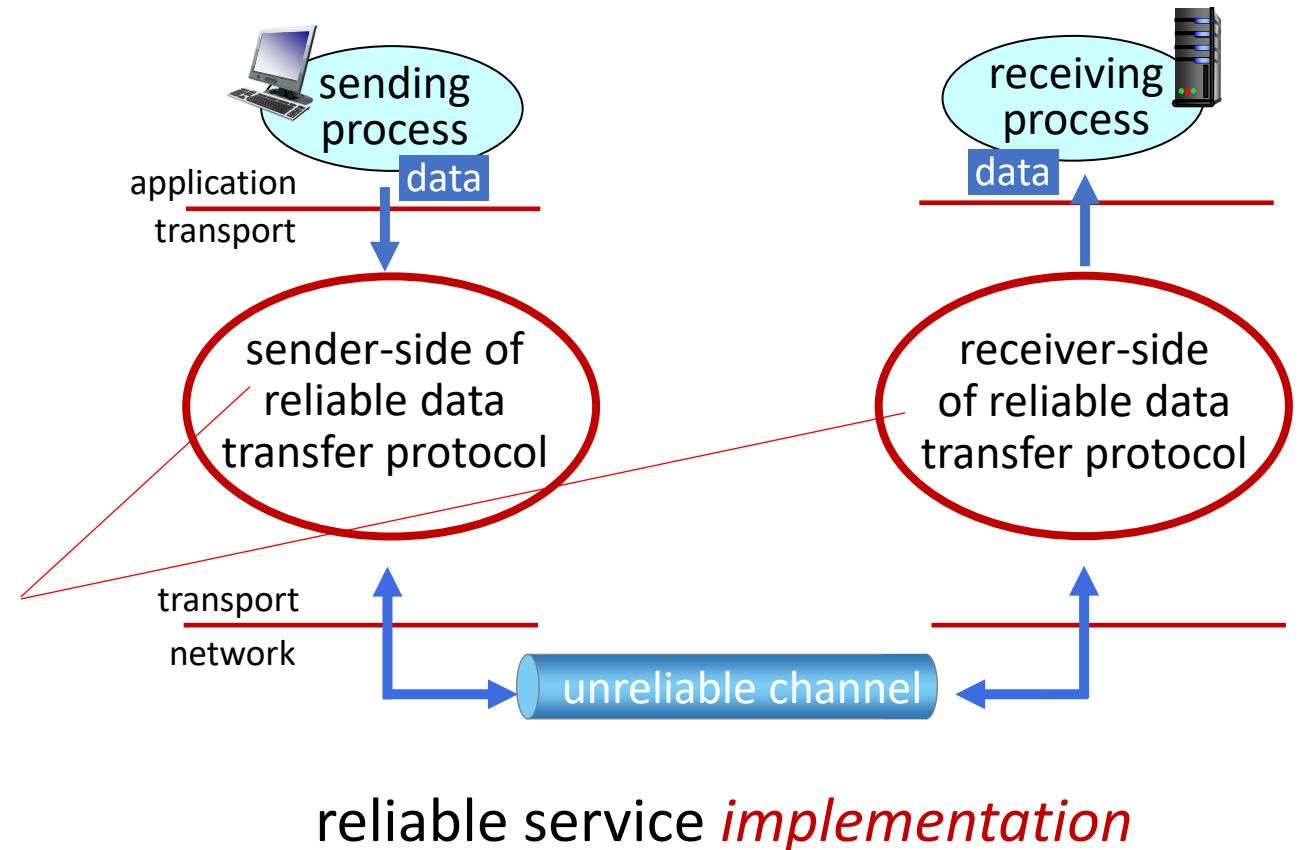 sending
process
data
application
transport
receiving
process
data
sender-side of
reliable data
transfer protocol
receiver-side
of reliable data
transfer protocol
transport
network
unreliable channel
reliable service implementation